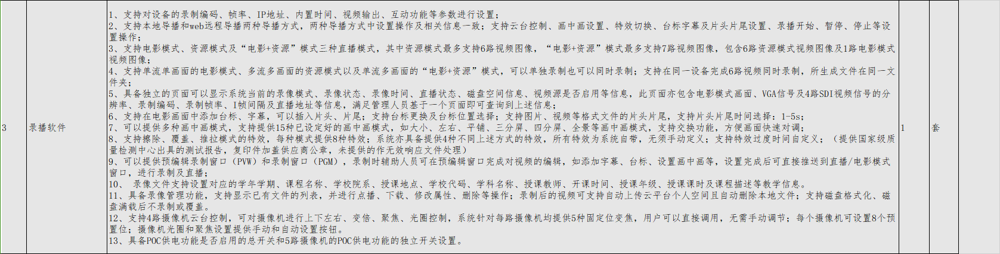 1、支持对设备的录制编码、帧率、IP地址、内置时间、视频输出、互动功能等参数进行设置；
2、支持本地导播和web远程导播两种导播方式，两种导播方式中设置操作及相关信息一致；支持云台控制、画中画设置、特效切换、台标字幕及片头片尾设置、录播开始、暂停、停止等设
置操作；
3、支持电影模式、资源模式及“电影+资源”模式三种直播模式，其中资源模式最多支持6路视频图像，“电影+资源”模式最多支持7路视频图像，包含6路资源模式视频图像及1路电影模式
视频图像；
4、支持单流单画面的电影模式、多流多画面的资源模式以及单流多画面的“电影+资源”模式，可以单独录制也可以同时录制；支持在同一设备完成6路视频同时录制，所生成文件在同一文
件夹；
5、具备独立的页面可以显示系统当前的录像模式、录像状态、录像时间、直播状态、磁盘空间信息、视频源是否启用等信息，此页面亦包含电影模式画面、VGA信号及4路SDI视频信号的分
辨率、录制编码、录制帧率、I帧间隔及直播地址等信息，满足管理人员基于一个页面即可查询到上述信息；
6、支持在电影画面中添加台标、字幕，可以插入片头、片尾；支持台标更换及台标位置选择；支持图片、视频等格式文件的片头片尾，支持片头片尾时间选择：1-5s；
3 录播软件 7、可以提供多种画中画模式，支持提供15种已设定好的画中画模式，如大小、左右、平铺、三分屏、四分屏、全景等画中画模式，支持交换功能，方便画面快速对调； 1 套
8、支持擦除、覆盖、推拉模式的特效，每种模式提供8种特效；系统亦具备提供4种不同上述方式的特效，所有特效为系统自带，无须手动定义；支持特效过度时间自定义；（提供国家级质
量检测中心出具的测试报告，复印件加盖供应商公章，未提供的作无效响应文件处理）
9、可以提供预编辑录制窗口（PVW）和录制窗口（PGM），录制时辅助人员可在预编辑窗口完成对视频的编辑，如添加字幕、台标、设置画中画等，设置完成后可直接推送到直播/电影模式
窗口，进行录制及直播；
10、 录像文件支持设置对应的学年学期、课程名称、学校院系、授课地点、学校代码、学科名称、授课教师、开课时间、授课年级、授课课时及课程描述等教学信息。
11、具备录像管理功能，支持显示已有文件的列表，并进行点播、下载、修改属性、删除等操作；录制后的视频可支持自动上传云平台个人空间且自动删除本地文件；支持磁盘格式化、磁
盘满载后不录制或覆盖。
12、支持4路摄像机云台控制，可对摄像机进行上下左右、变倍、聚焦、光圈控制，系统针对每路摄像机均提供5种固定位变焦，用户可以直接调用，无需手动调节；每个摄像机可设置8个预
置位；摄像机光圈和聚焦设置提供手动和自动设置按钮。
13、具备POC供电功能是否启用的总开关和5路摄像机的POC供电功能的独立开关设置。